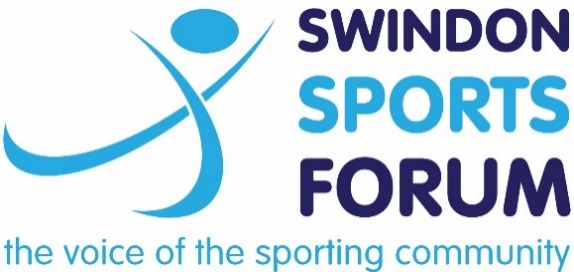 SWINDON
SPORTS
FORUM
the voice of the sporting community